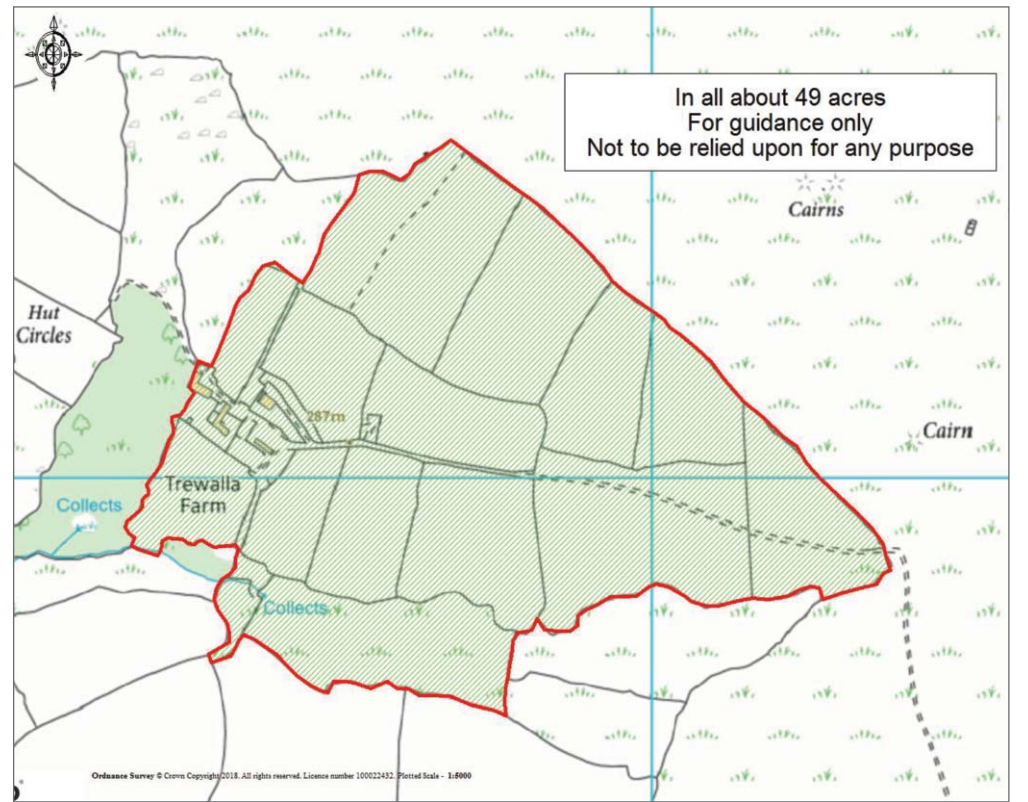 In all about 49 acres
For guidance only
Not to be relied upon for any purpose
Cairns
Hut
Circles
287m
Cairn
Trewalla
Farm
Collects
Collects
Ordnance Survey © Crown Copyright 2018. All rights reserved. Licence number 100022432. Plotted Scale - 1:5000